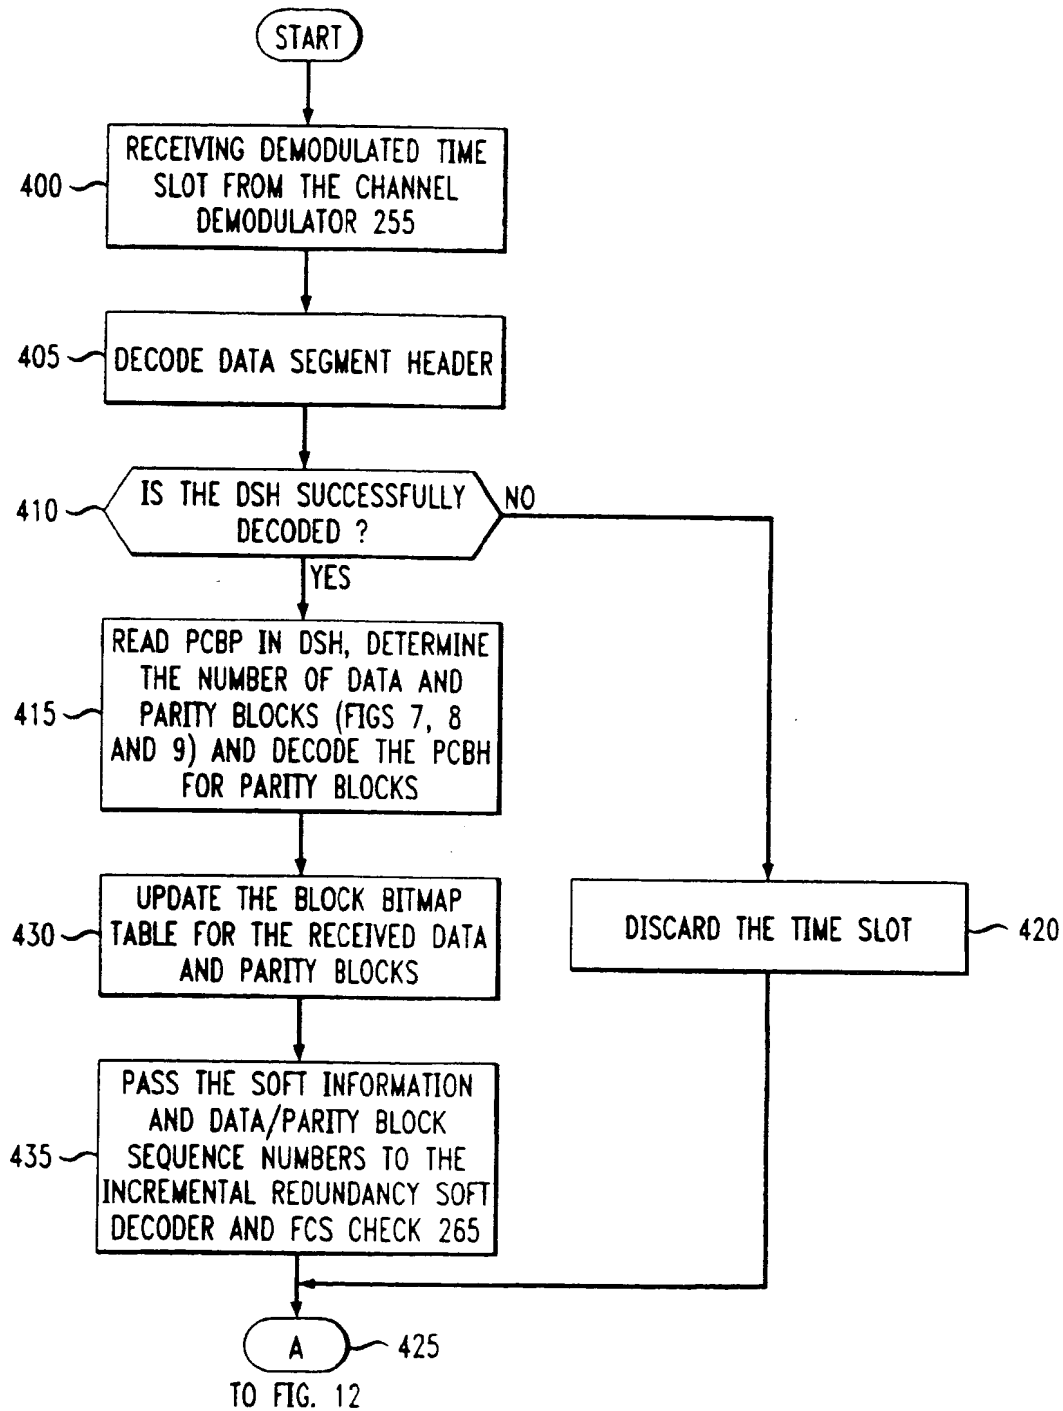 START
RECEIVING DEMODULATED TIME
SLOT FROM THE CHANNEL
DEMODULATOR 255
400
405
DECODE DATA SEGMENT HEADER
410
IS THE DSH SUCCESSFULLY
DECODED ?
NO
YES
READ PCBP IN DSH, DETERMINE
THE NUMBER OF DATA AND
PARITY BLOCKS (FIGS 7, 8
AND 9) AND DECODE THE PCBH
FOR PARITY BLOCKS
415
UPDATE THE BLOCK BITMAP
TABLE FOR THE RECEIVED DATA
AND PARITY BLOCKS
430
DISCARD THE TIME SLOT
420
PASS THE SOFT INFORMATION
AND DATA/PARITY BLOCK
SEQUENCE NUMBERS TO THE
INCREMENTAL REDUNDANCY SOFT
DECODER AND FCS CHECK 265
435
A
425
TO FIG. 12